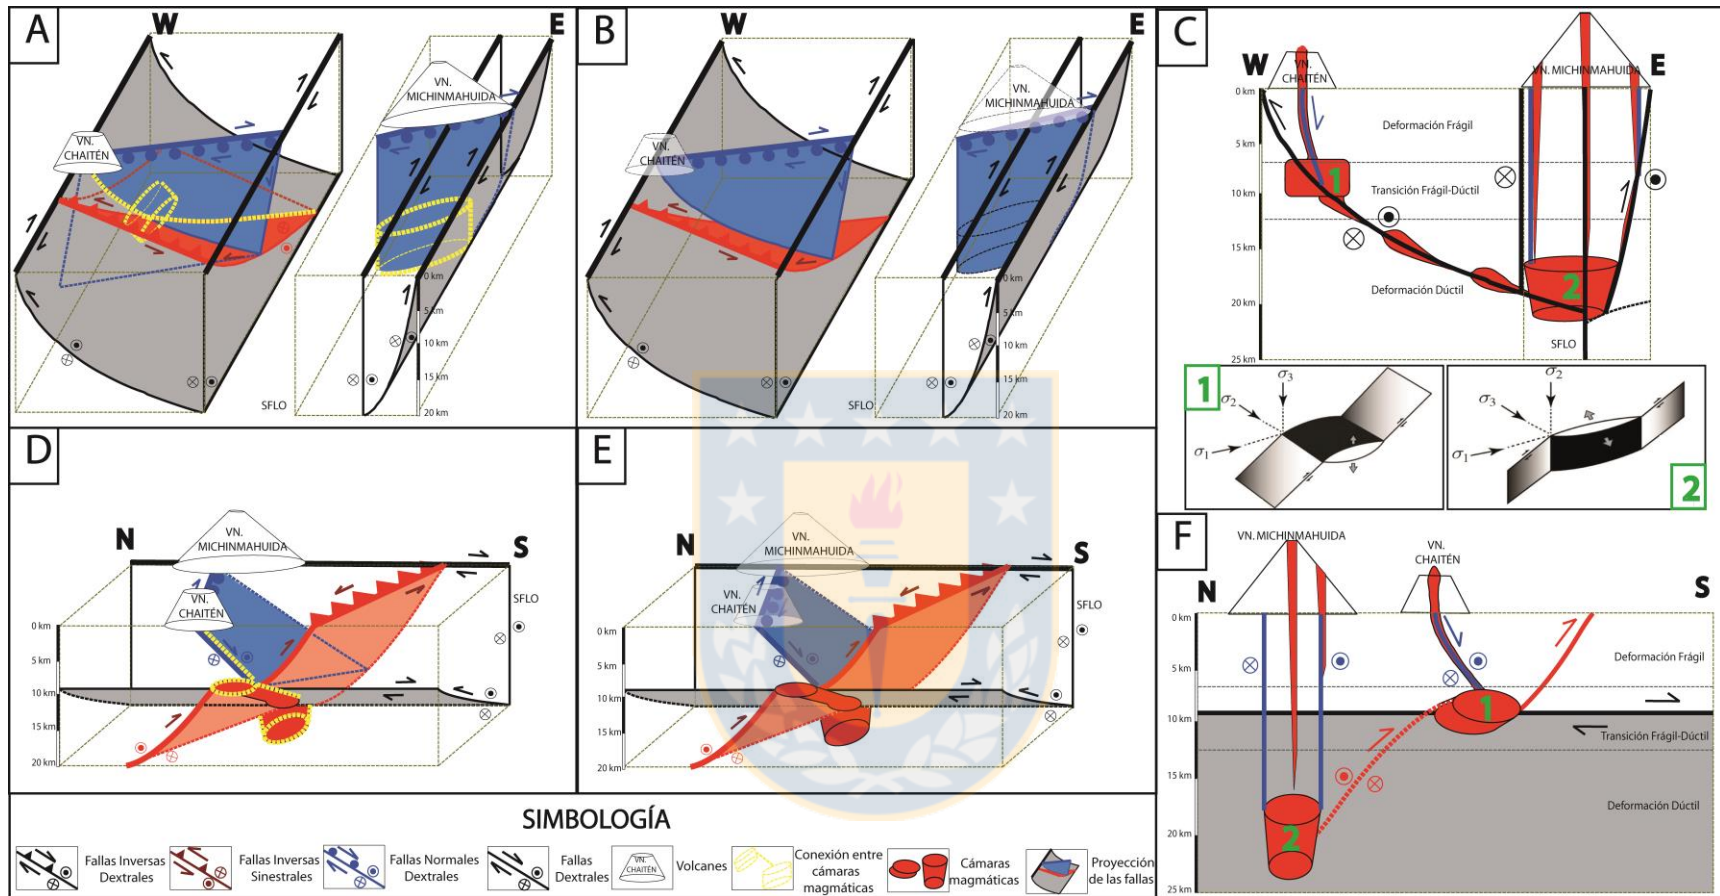 A
W
E
VN.
MICHINMAHUIDA
VN.
CHAITÉN
0 km
5 km
10 km
15 km
20 km
SFLO
B
W
E
VN.
MICHINMAHUIDA
VN.
CHAITÉN
0 km
5 km
10 km
15 km
20 km
SFLO
C
W
E
VN.
CHAITÉN
VN. MICHINMAHUIDA
0 km
5 km
10 km
15 km
20 km
25 km
Deformación Frágil
Transición Frágil-Dúctil
Deformación Dúctil
1
2
SFLO
1
σ3
σ2
σ1
σ2
σ3
σ1
2
D
N
S
VN.
MICHINMAHUIDA
VN.
CHAITÉN
SFLO
0 km
5 km
10 km
15 km
20 km
E
N
S
VN.
MICHINMAHUIDA
VN.
CHAITÉN
SFLO
0 km
5 km
10 km
15 km
20 km
F
VN. MICHINMAHUIDA
VN.
CHAITÉN
N
S
0 km
5 km
10 km
15 km
20 km
25 km
Deformación Frágil
Transición Frágil-Dúctil
Deformación Dúctil
1
2
SIMBOLOGÍA
Fallas Inversas
Dextrales
Fallas Inversas
Sinestrales
Fallas Normales
Dextrales
Fallas
Dextrales
VN.
CHAITÉN
Volcanes
Conexión entre
cámaras
magmáticas
Cámaras
magmáticas
Proyección
de las fallas